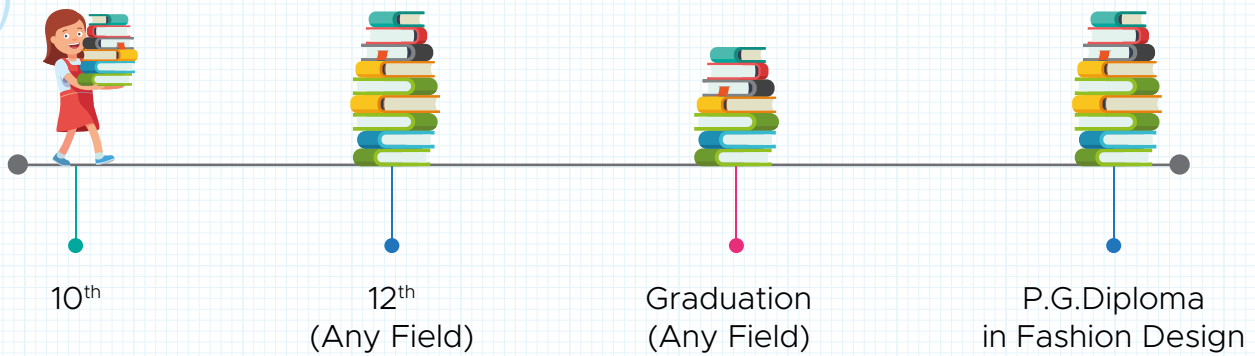 10th
12th
(Any Field)
Graduation
(Any Field)
P.G.Diploma
in Fashion Design